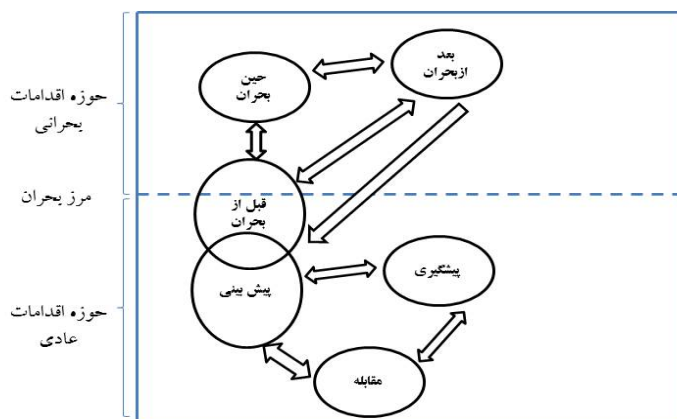 بعد
ازبحران
حین
بحران
حوزه اقدامات
بحرانی
مرز بحران
قبل از
بحران
پیشگیری
پیش بینی
حوزه اقدامات
عادی
مقابله